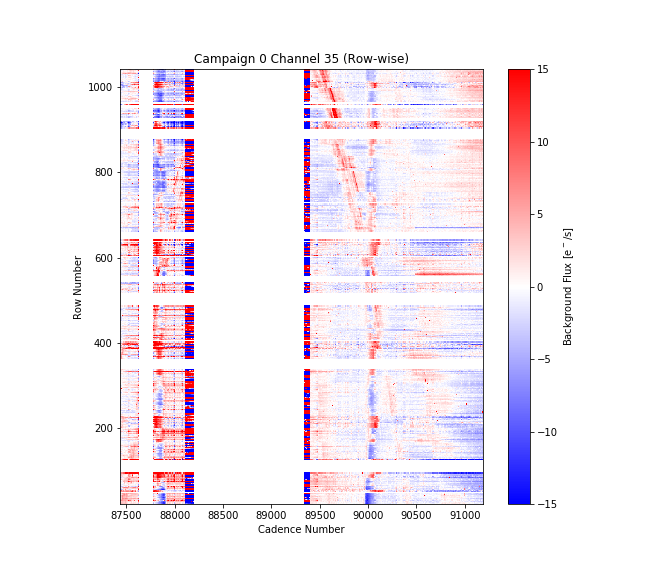 Campaign 0 Channel 35 (Row-wise)
1000
800
600
400
200
Row Number
87500 88000 88500 89000 89500 90000 90500 91000
Cadence Number
15
10
5
0
−5
−10
−15
Background Flux [e⁻/s]